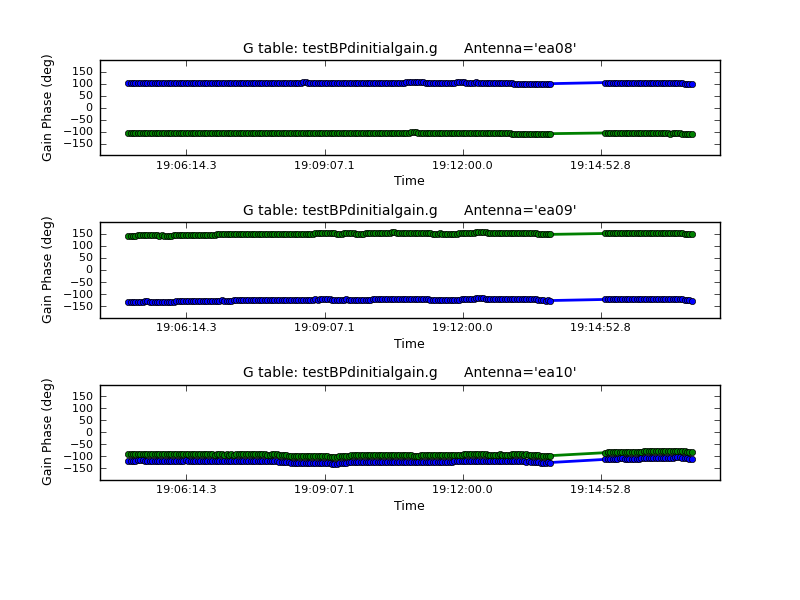 G table: testBPdinitialgain.g Antenna='ea08'
Gain Phase (deg)
150
100
50
0
−50
−100
−150
19:06:14.3 19:09:07.1 19:12:00.0 19:14:52.8
Time
G table: testBPdinitialgain.g Antenna='ea09'
Gain Phase (deg)
150
100
50
0
−50
−100
−150
19:06:14.3 19:09:07.1 19:12:00.0 19:14:52.8
Time
G table: testBPdinitialgain.g Antenna='ea10'
Gain Phase (deg)
150
100
50
0
−50
−100
−150
19:06:14.3 19:09:07.1 19:12:00.0 19:14:52.8
Time